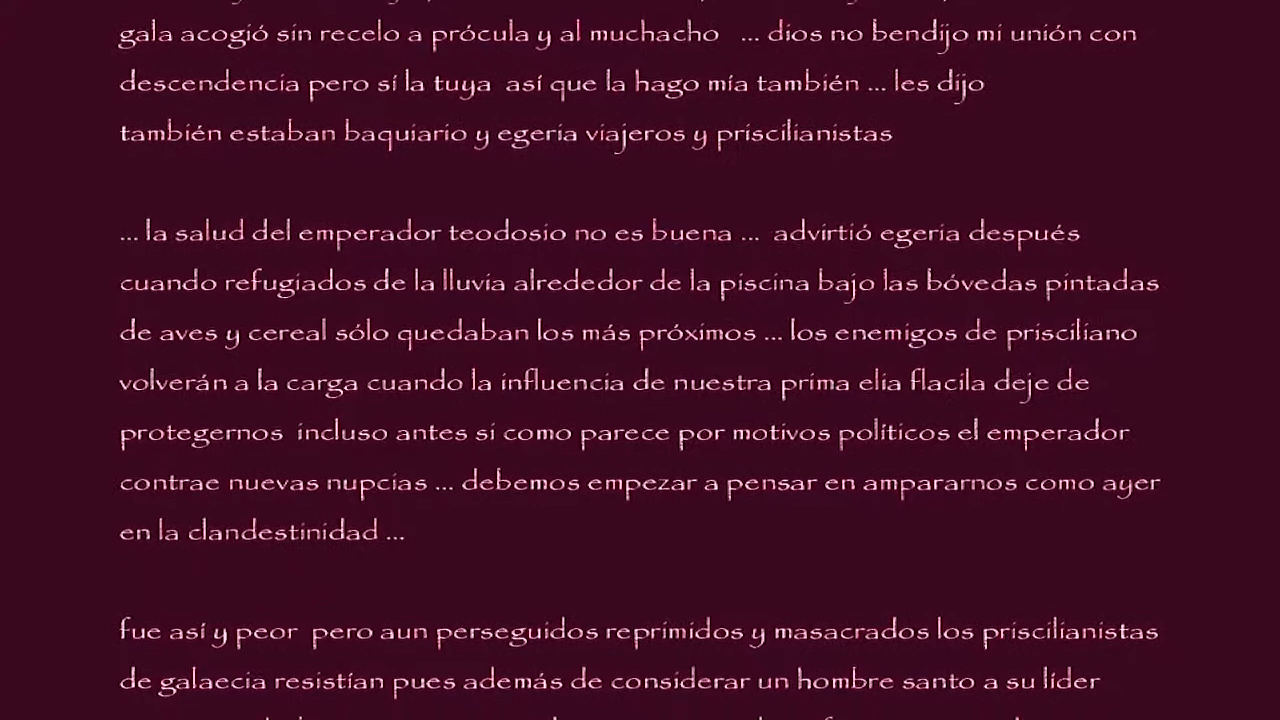 gala acogió sin recelo a prócula y al muchacho ... dios no bendijo mi unión con
descendencia pero sí la tuya así que la hago mía también ... les dijo
también estaban baquiario y egeria viajeros y priscilianistas
... la salud del emperador teodosio no es buena ... advirtió egeria después
cuando refugiados de la lluvia alrededor de la piscina bajo las bóvedas pintadas
de aves y cereal sólo quedaban los más próximos ... los enemigos de prisciliano
volverán a la carga cuando la influencia de nuestra prima elia flacila deje de
protegernos incluso antes si como parece por motivos políticos el emperador
contrae nuevas nupcias ... debemos empezar a pensar en ampararnos como ayer
en la clandestinidad ...
fue así y peor pero aun perseguidos reprimidos y masacrados los priscilianistas
de galaecia resistían pues además de considerar un hombre santo a su líder